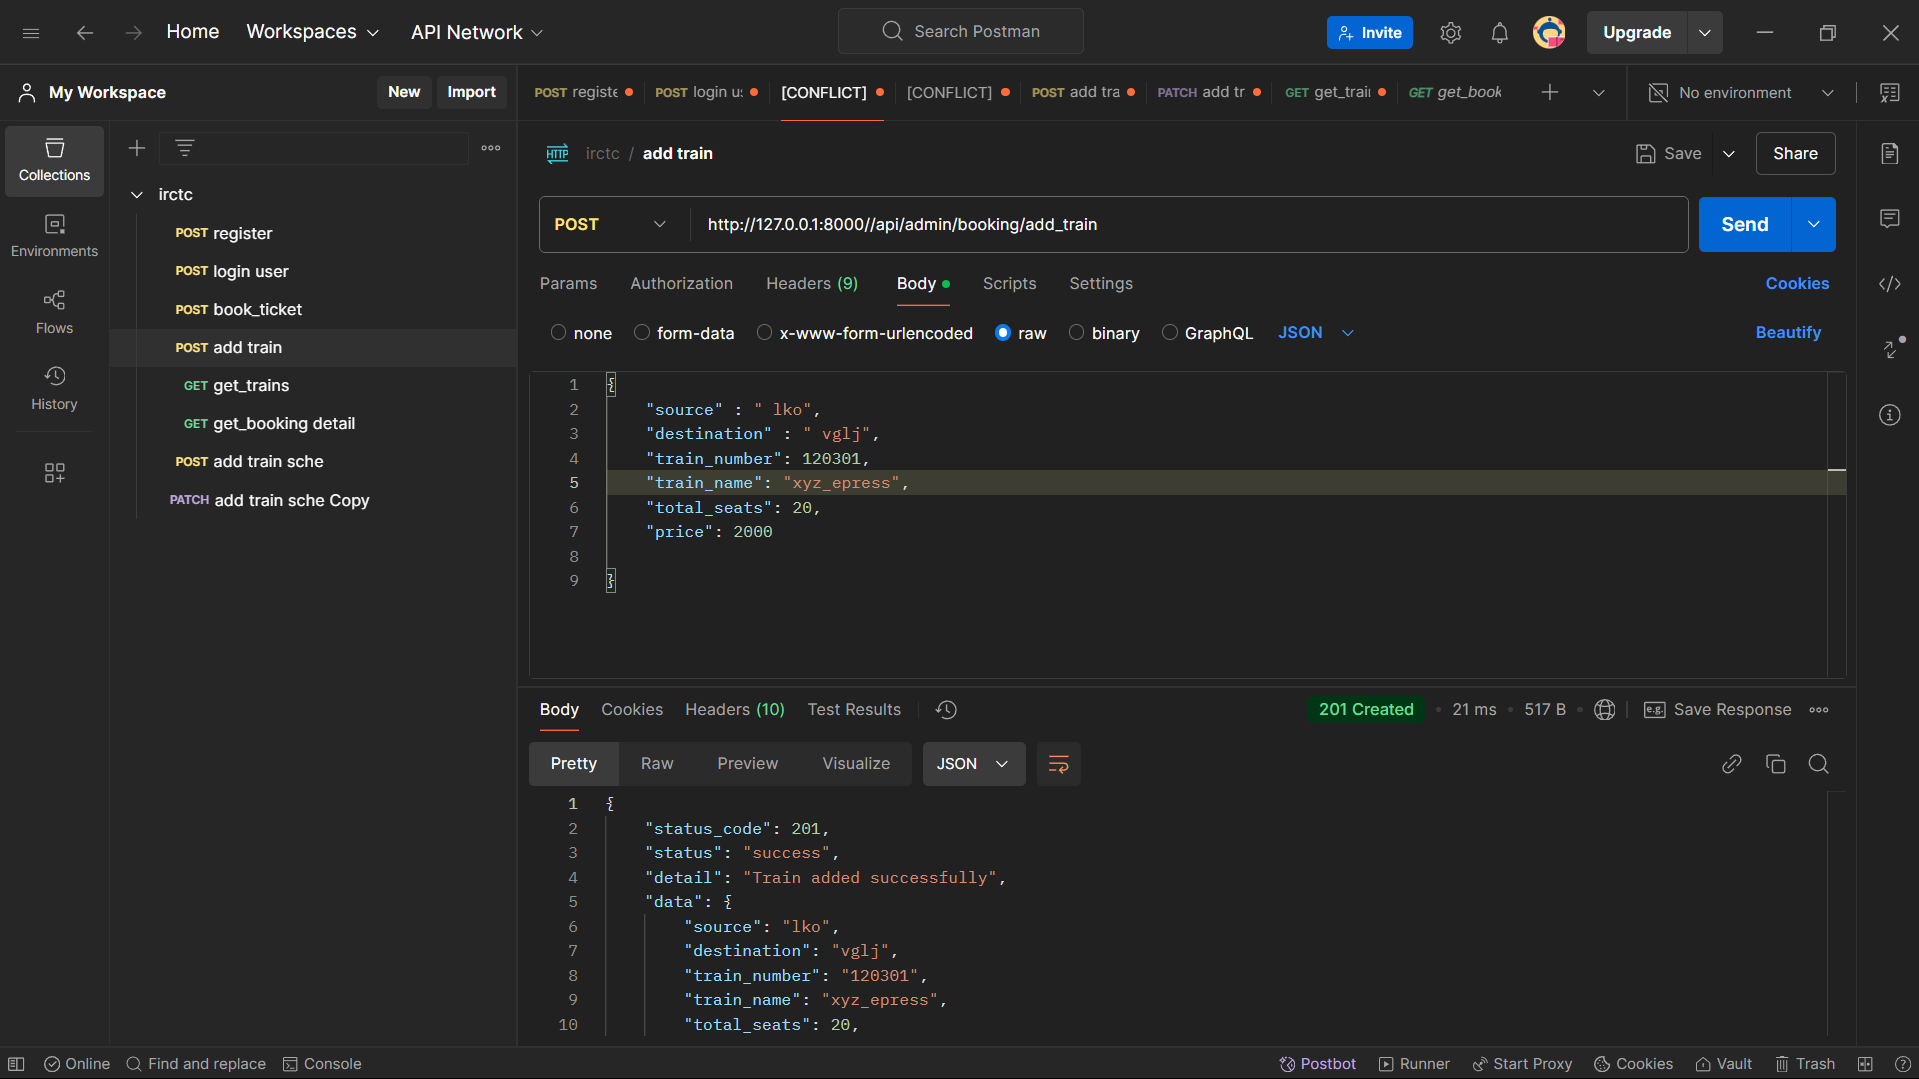 Home Workspaces API Network Search Postman Invite Upgrade
My Workspace New Import
POST registe POST login us [CONFLICT] [CONFLICT] POST add tra PATCH add tr GET get_trai GET get_book No environment
Collections
Environments
Flows
History
irctc
POST register
POST login user
POST book_ticket
POST add train
GET get_trains
GET get_booking detail
POST add train sche
PATCH add train sche Copy
HTTP irctc / add train Save Share
POST http://127.0.0.1:8000//api/admin/booking/add_train Send
Params Authorization Headers (9) Body Scripts Settings Cookies
none form-data x-www-form-urlencoded raw binary GraphQL JSON Beautify
1 {
2 "source" : " lko",
3 "destination" : " vglj",
4 "train_number": 120301,
5 "train_name": "xyz_epress",
6 "total_seats": 20,
7 "price": 2000
8
9 }
Body Cookies Headers (10) Test Results 201 Created • 21 ms • 517 B • e.g. Save Response
Pretty Raw Preview Visualize JSON
1 {
2 "status_code": 201,
3 "status": "success",
4 "detail": "Train added successfully",
5 "data": {
6 "source": "lko",
7 "destination": "vglj",
8 "train_number": "120301",
9 "train_name": "xyz_epress",
10 "total_seats": 20,
Online Find and replace Console Postbot Runner Start Proxy Cookies Vault Trash